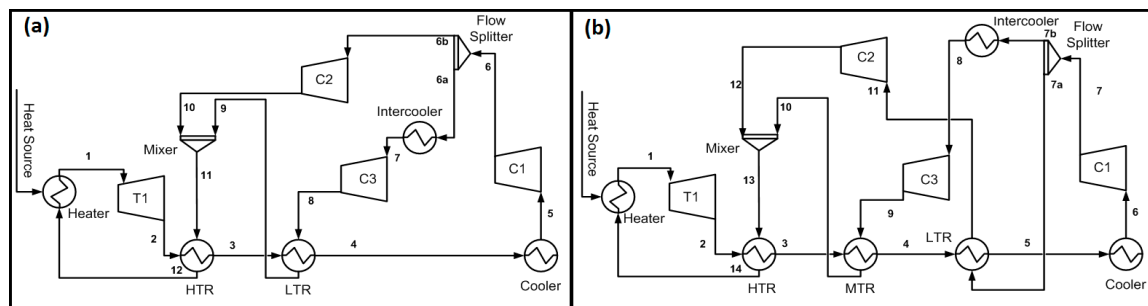 (a)
Flow
Splitter
6b
6
6a
C2
Intercooler
10
9
7
C1
Heat Source
Mixer
1
11
C3
T1
8
5
Heater
2
3
4
12
HTR
LTR
Cooler
(b)
Intercooler
7b
Flow
Splitter
8
7a
C2
12
11
7
10
Heat Source
Mixer
1
13
C3
C1
T1
9
6
Heater
LTR
2
3
4
5
14
HTR
MTR
Cooler